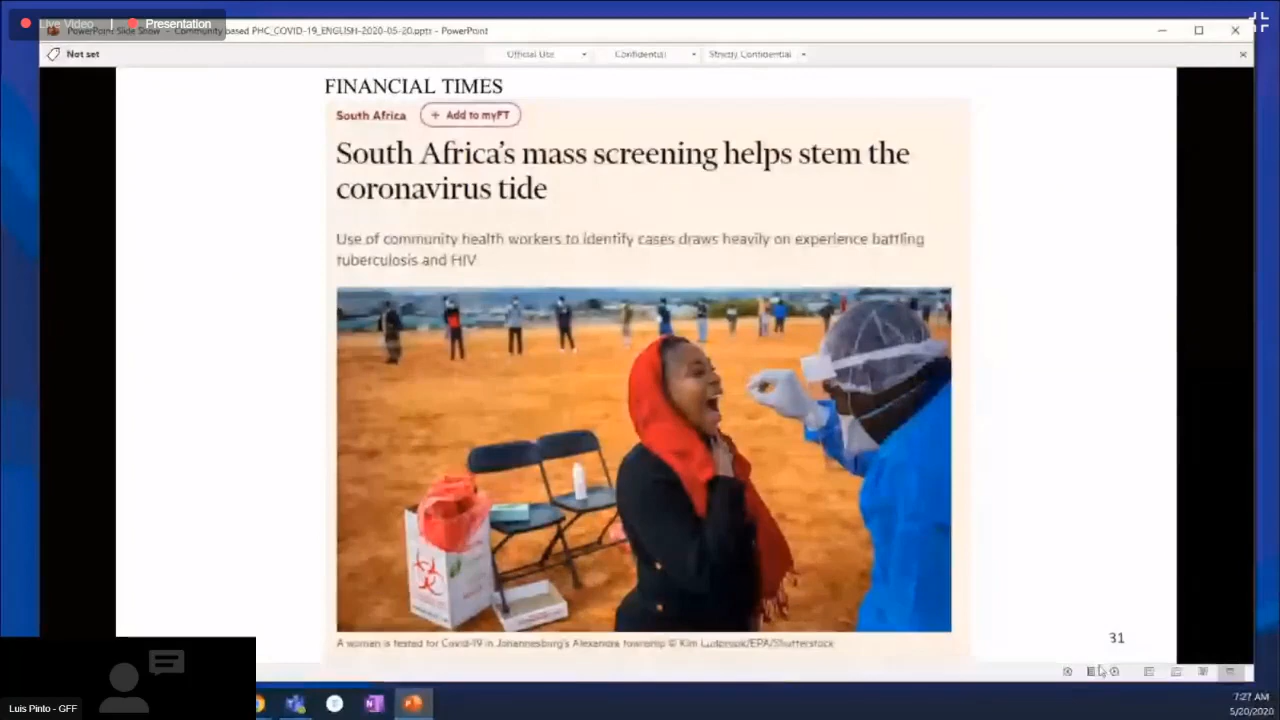 Live Video | Presentation
PowerPoint Slide Show - Community based PHC_COVID-19_ENGLISH-2020-05-20.pptx - PowerPoint
Not set
Official Use
Confidential
Strictly Confidential
FINANCIAL TIMES
South Africa
+ Add to myFT
South Africa's mass screening helps stem the
coronavirus tide
Use of community health workers to identify cases draws heavily on experience battling
tuberculosis and HIV
A woman is tested for Covid-19 in Johannesburg's Alexandra township © Kim Ludbrook/EPA/Shutterstock
31
Luis Pinto - GFF
7:27 AM
5/20/2020